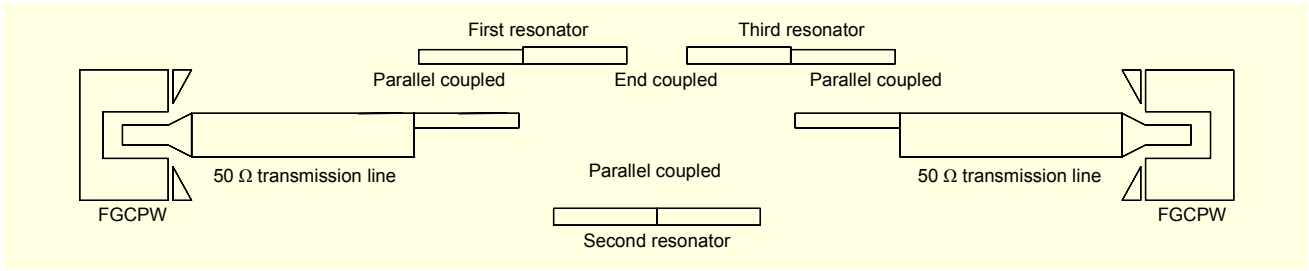 First resonator
Third resonator
Parallel coupled
End coupled
Parallel coupled
50 Ω transmission line
Parallel coupled
50 Ω transmission line
FGCPW
FGCPW
Second resonator